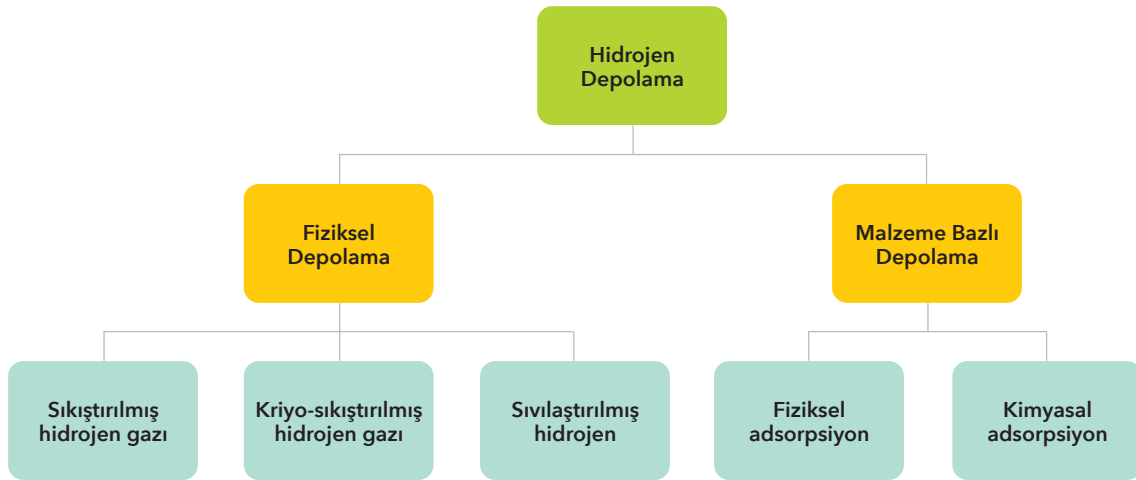 Hidrojen
Depolama
Fiziksel
Depolama
Malzeme Bazlı
Depolama
Sıkıştırılmış
hidrojen gazı
Kriyo-sıkıştırılmış
hidrojen gazı
Sıvılaştırılmış
hidrojen
Fiziksel
adsorpsiyon
Kimyasal
adsorpsiyon